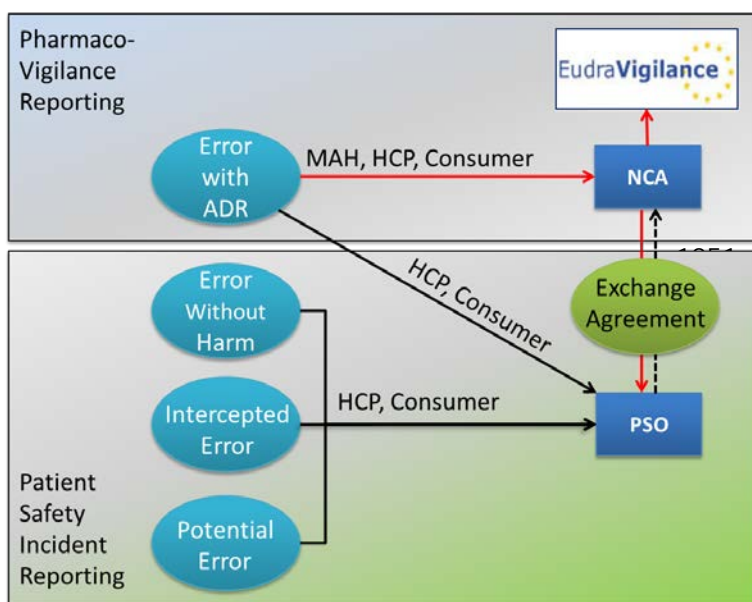 Pharmaco-
Vigilance
Reporting
EudraVigilance
Error
with
ADR
MAH, HCP, Consumer
NCA
HCP, Consumer
Error
Without
Harm
Exchange
Agreement
Intercepted
Error
HCP, Consumer
PSO
Patient
Safety
Incident
Reporting
Potential
Error